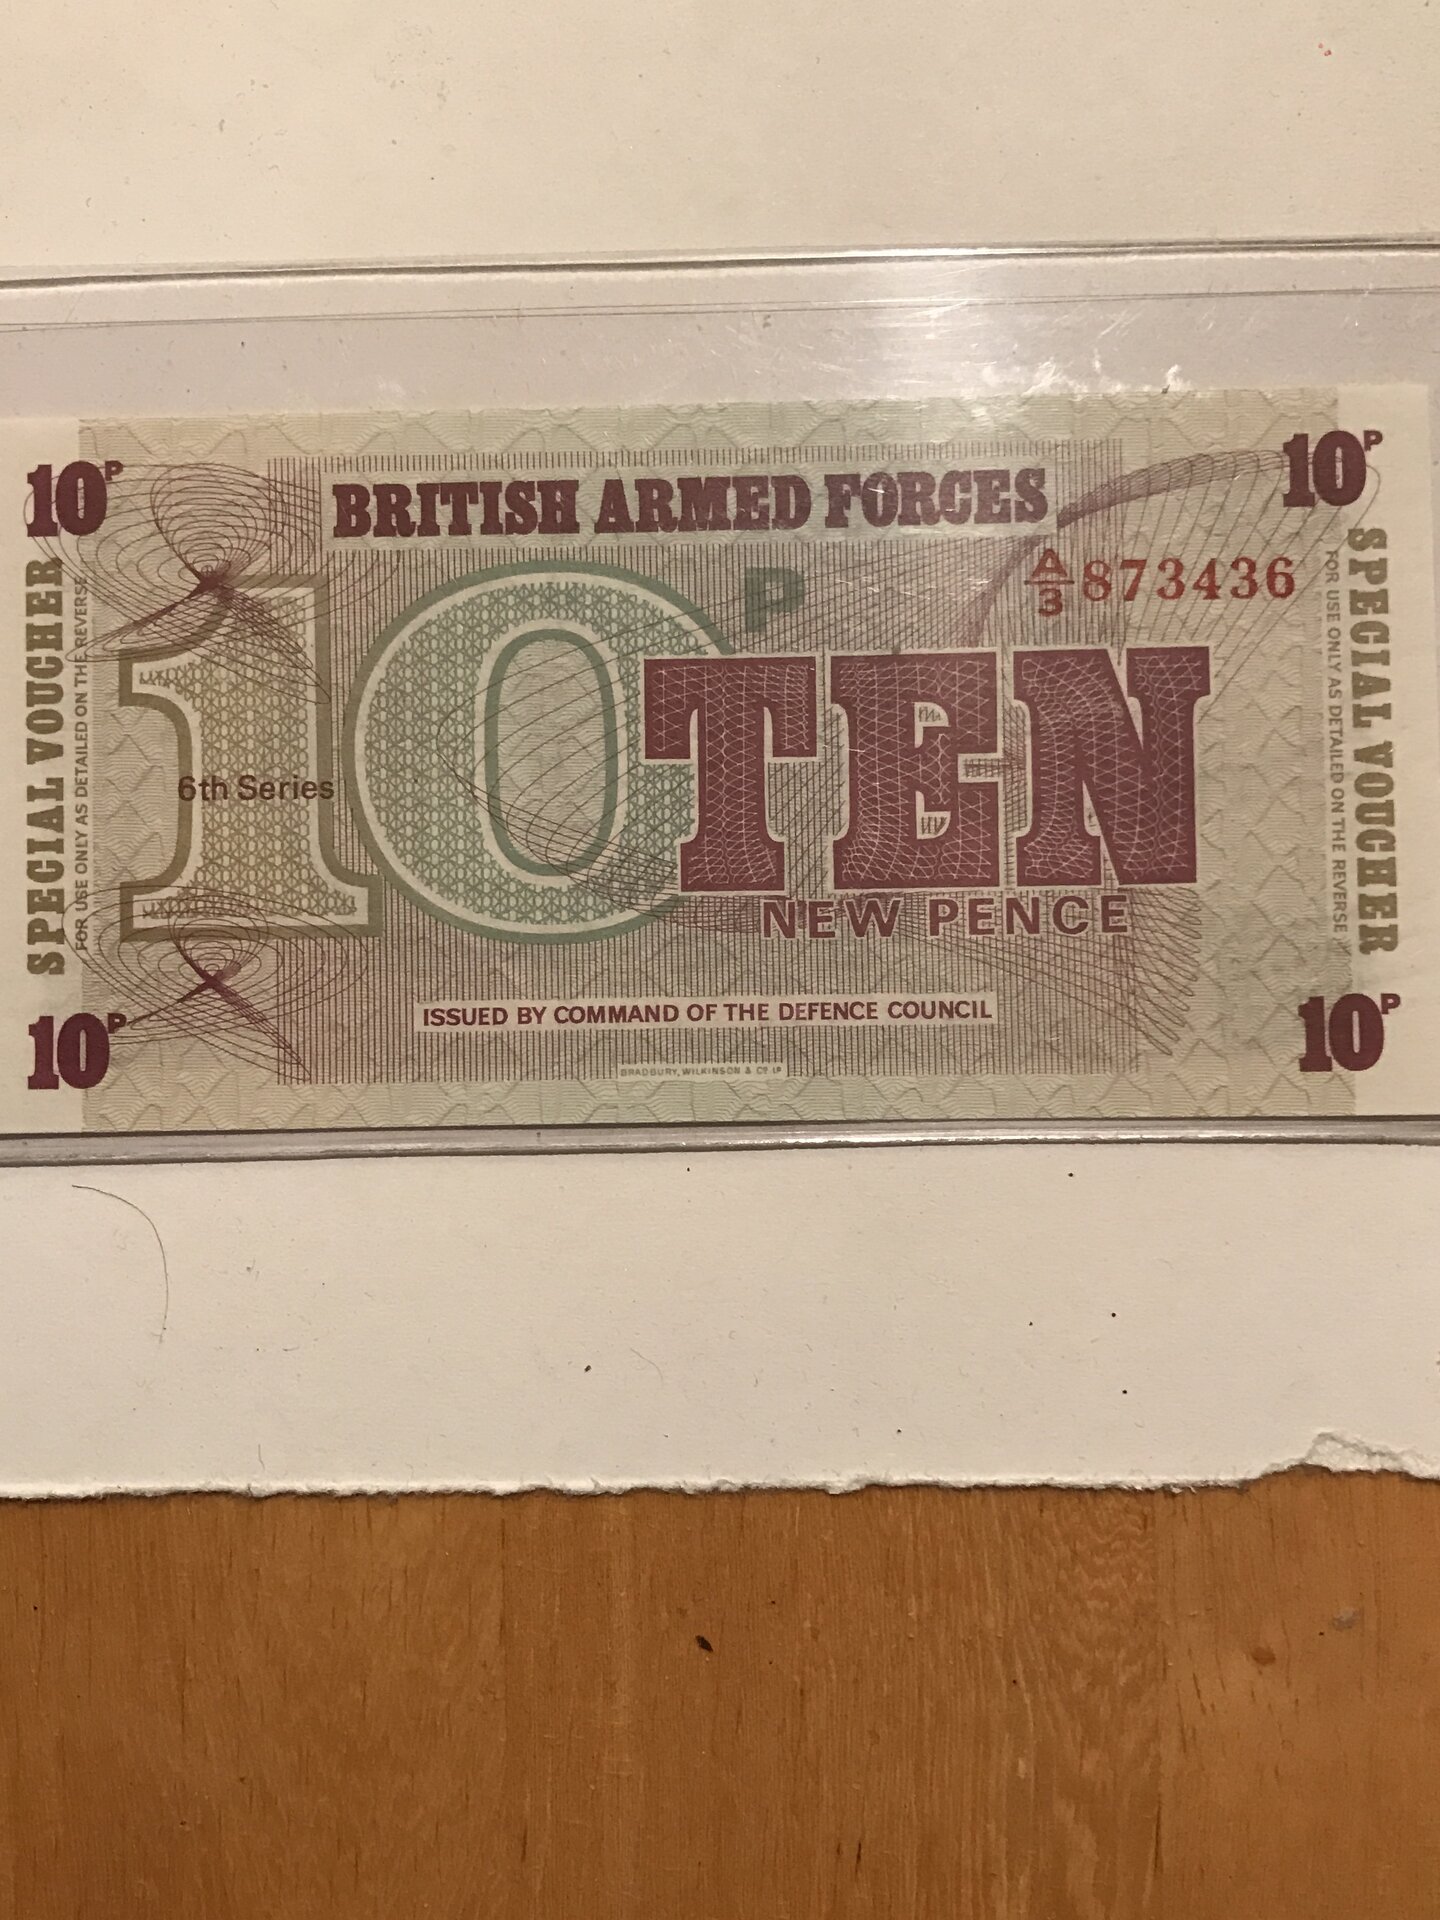 10P
BRITISH ARMED FORCES
10P
A/3 873436
10P
TEN
6th Series
NEW PENCE
ISSUED BY COMMAND OF THE DEFENCE COUNCIL
BRADBURY, WILKINSON & Co. Ld
10P
10P
SPECIAL VOUCHER
FOR USE ONLY AS DETAILED ON THE REVERSE
SPECIAL VOUCHER
FOR USE ONLY AS DETAILED ON THE REVERSE